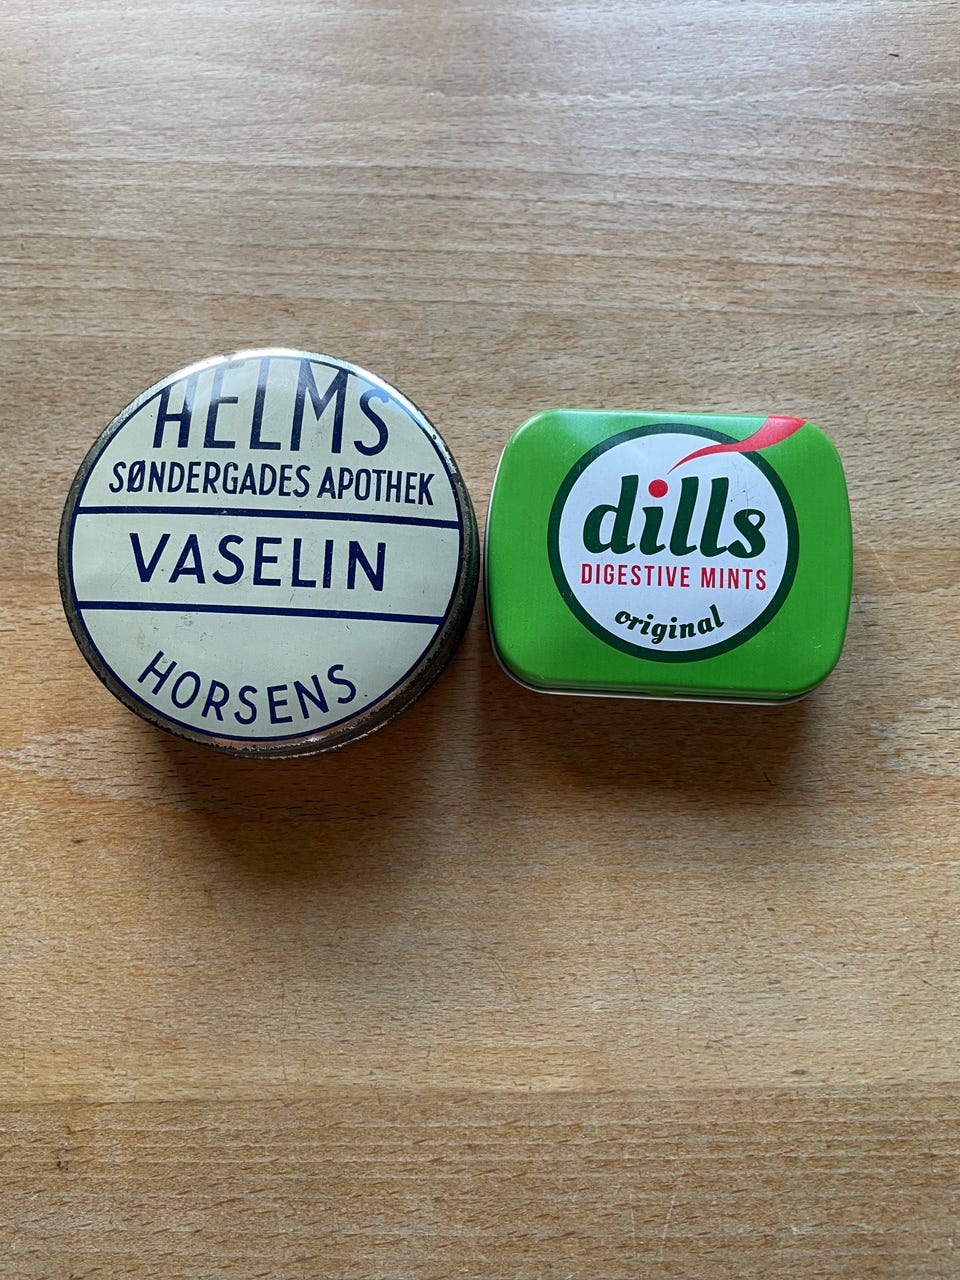 HELMS
SØNDERGADES APOTHEK
VASELIN
HORSENS
dills
DIGESTIVE MINTS
original